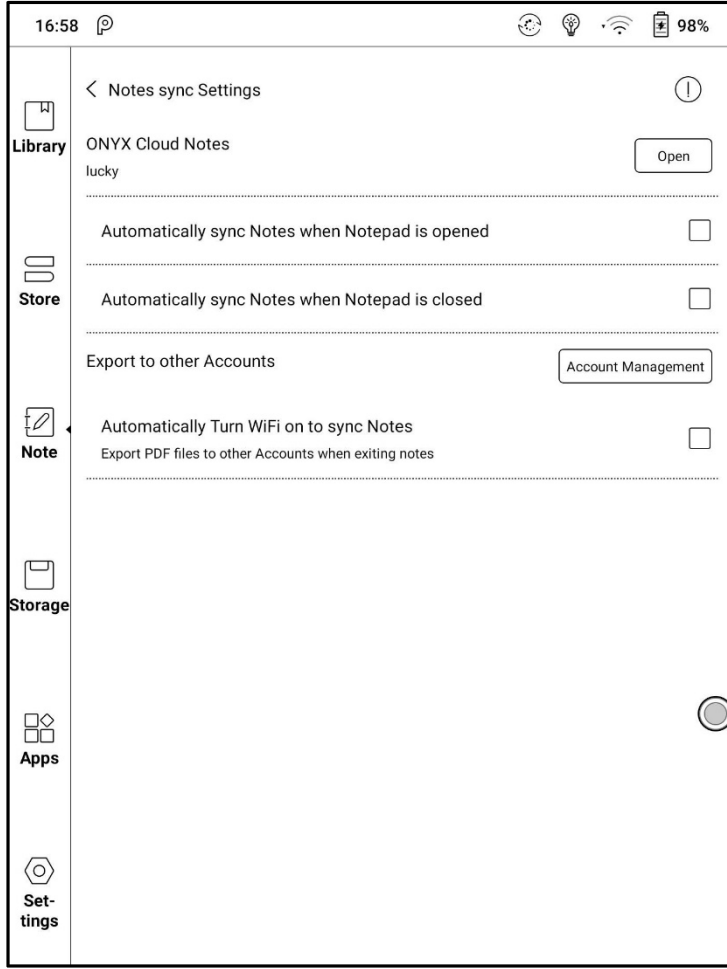 16:58
98%
Notes sync Settings
Library
ONYX Cloud Notes
Open
lucky
Automatically sync Notes when Notepad is opened
Store
Automatically sync Notes when Notepad is closed
Export to other Accounts
Account Management
Note
Automatically Turn WiFi on to sync Notes
Export PDF files to other Accounts when exiting notes
Storage
Apps
Set-
tings